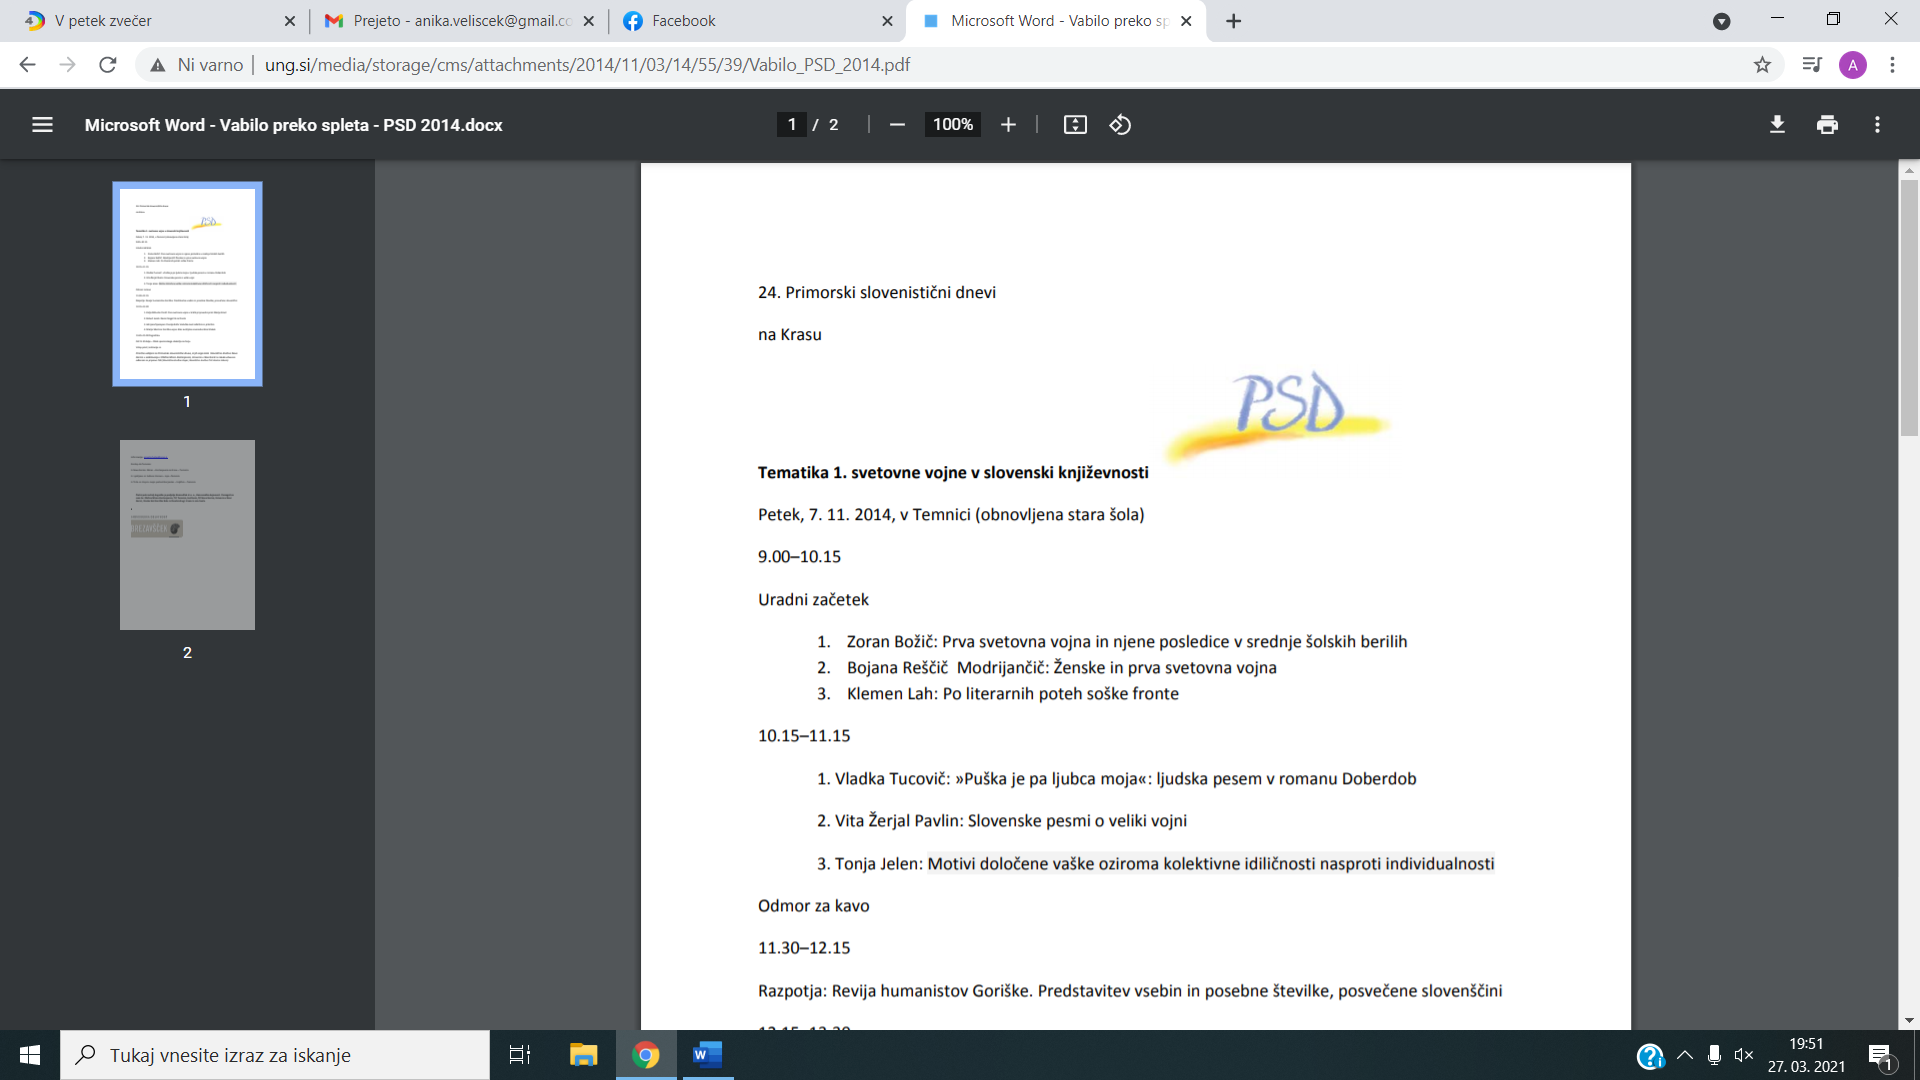 V petek zvečer
Prejeto - anika.veliscek@gmail.co
Facebook
Microsoft Word - Vabilo preko sp
Ni varno
ung.si/media/storage/cms/attachments/2014/11/03/14/55/39/Vabilo_PSD_2014.pdf
A
Microsoft Word - Vabilo preko spleta - PSD 2014.docx
1 / 2
100%
1
2
24. Primorski slovenistični dnevi
na Krasu
PSD
Tematika 1. svetovne vojne v slovenski književnosti
Petek, 7. 11. 2014, v Temnici (obnovljena stara šola)
9.00–10.15
Uradni začetek
1. Zoran Božič: Prva svetovna vojna in njene posledice v srednje šolskih berilih
2. Bojana Reščič Modrijančič: Ženske in prva svetovna vojna
3. Klemen Lah: Po literarnih poteh soške fronte
10.15–11.15
1. Vladka Tucovič: »Puška je pa ljubca moja«: ljudska pesem v romanu Doberdob
2. Vita Žerjal Pavlin: Slovenske pesmi o veliki vojni
3. Tonja Jelen: Motivi določene vaške oziroma kolektivne idiličnosti nasproti individualnosti
Odmor za kavo
11.30–12.15
Razpotja: Revija humanistov Goriške. Predstavitev vsebin in posebne številke, posvečene slovenščini
Tukaj vnesite izraz za iskanje
19:51
27. 03. 2021
1